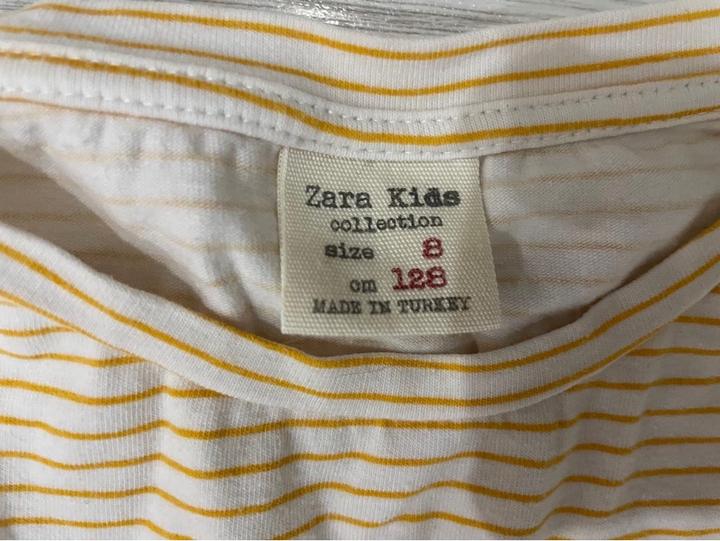 Zara Kids
collection
size 8
cm 128
MADE IN TURKEY